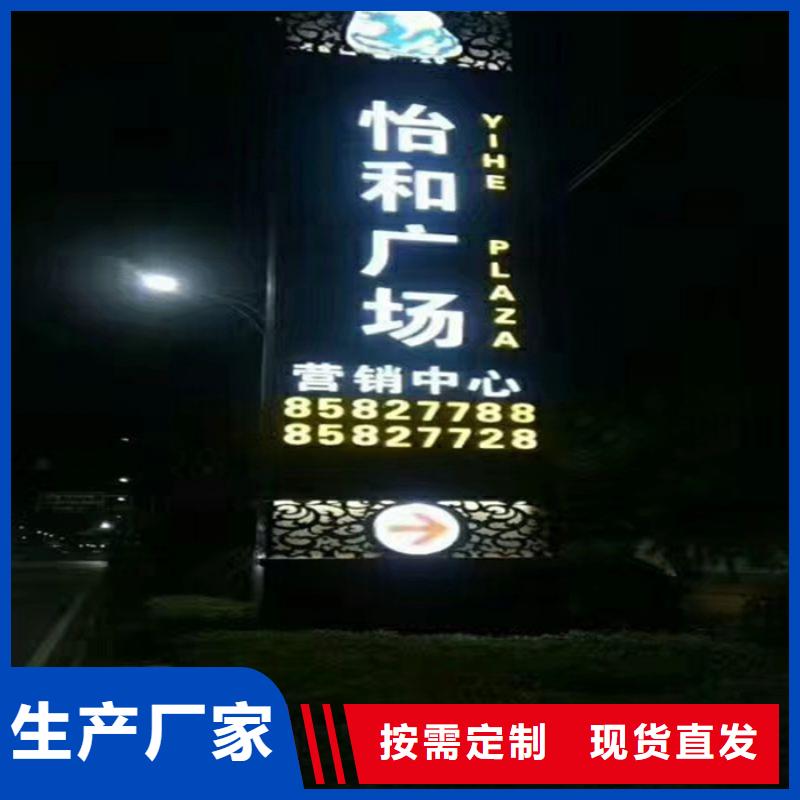 怡和广场
YIHE PLAZA
营销中心
85827788
85827728
生产厂家
按需定制 现货直发